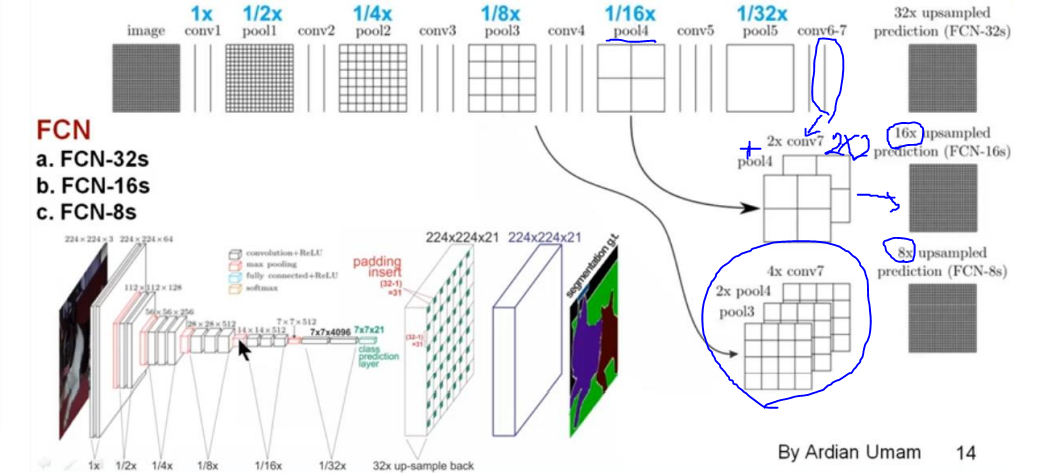 1x 1/2x 1/4x 1/8x 1/16x 1/32x
image conv1 pool1 conv2 pool2 conv3 pool3 conv4 pool4 conv5 pool5 conv6-7
32x upsampled
prediction (FCN-32s)
FCN
a. FCN-32s
b. FCN-16s
c. FCN-8s
+
2x conv7
2x2
pool4
16x upsampled
prediction (FCN-16s)
4x conv7
2x pool4
pool3
8x upsampled
prediction (FCN-8s)
224×224×3 224×224×64
112×112×128
56×56×256
28×28×512
14×14×512
7×7×512
7x7x4096
7x7x21
class
prediction
layer
convolution+ReLU
max pooling
fully connected+ReLU
softmax
padding
insert
(32-1)
=31
(32-1)
=31
224x224x21 224x224x21
segmentation g.t.
1x 1/2x 1/4x 1/8x 1/16x 1/32x 32x up-sample back
By Ardian Umam 14